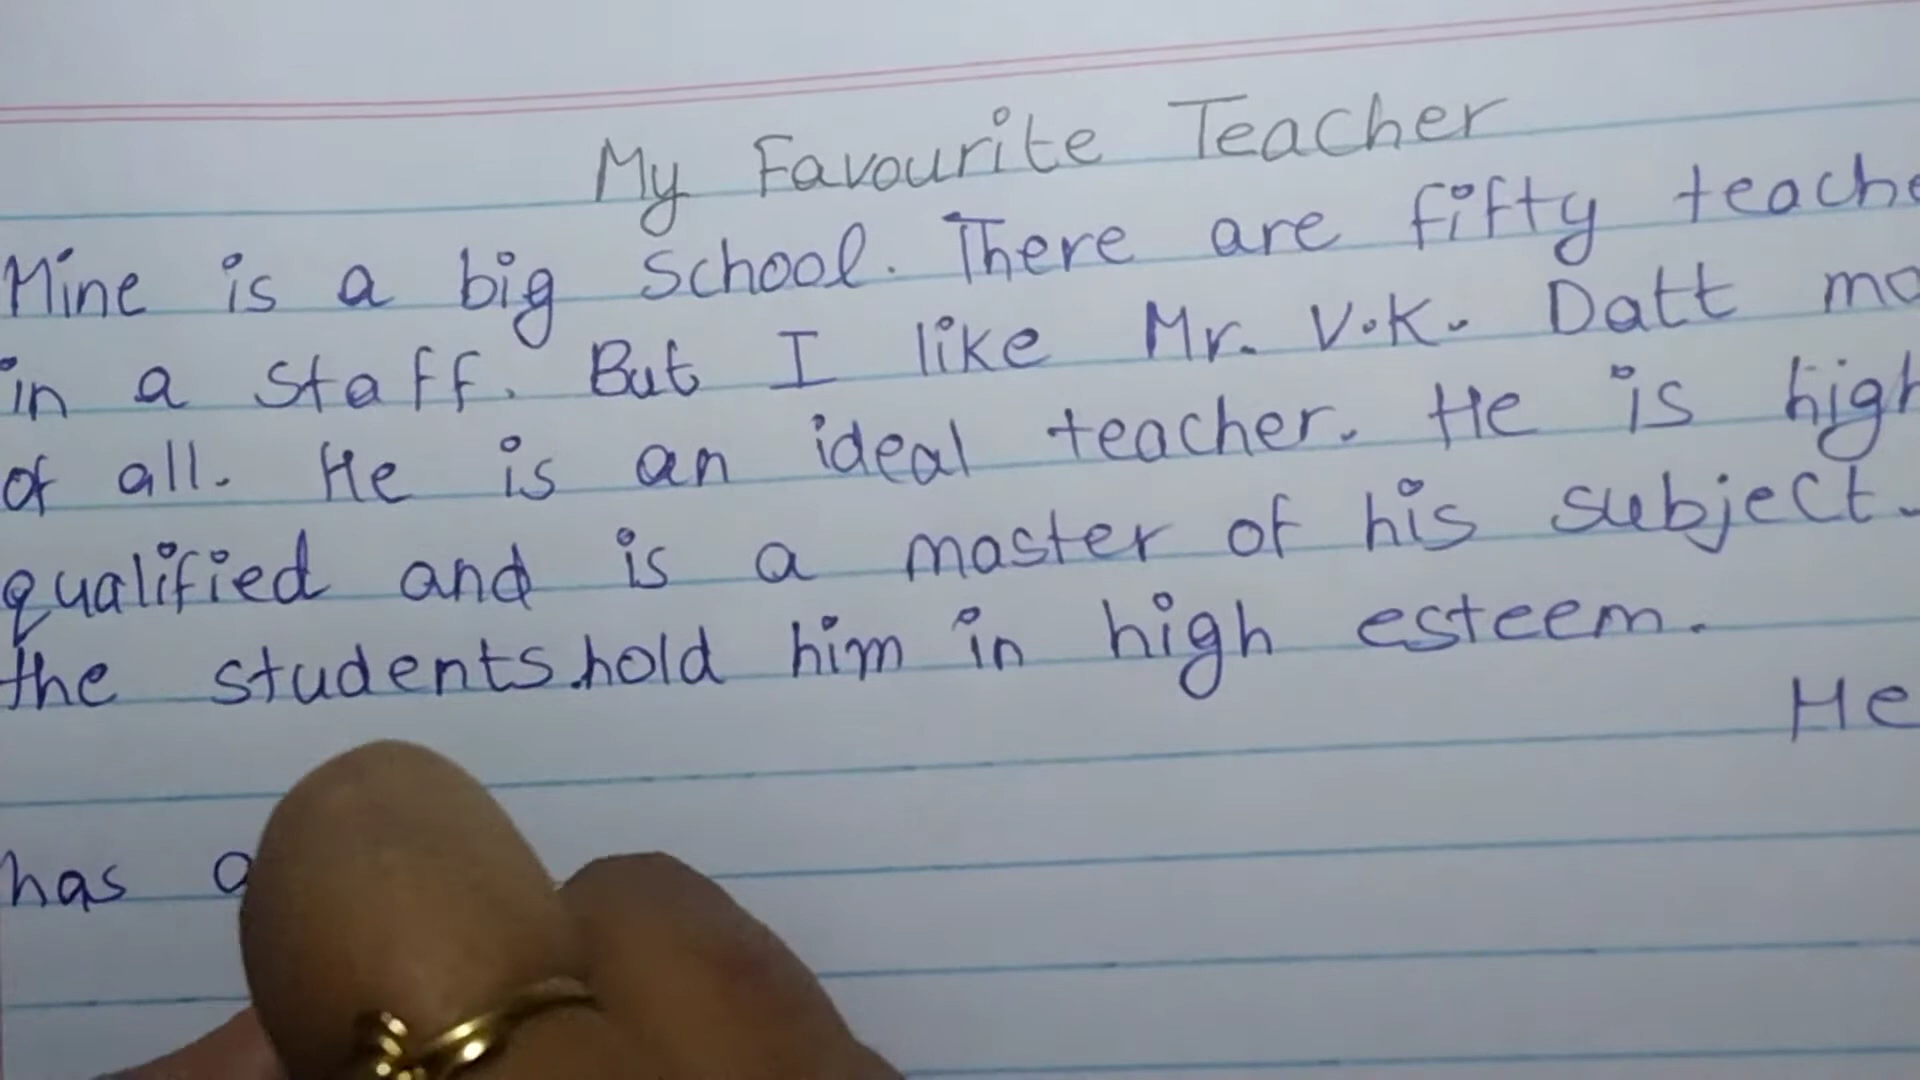 My Favourite Teacher
Mine is a big school. There are fifty teache
in a staff. But I like Mr. V.K. Datt mo
of all. He is an ideal teacher. He is high
qualified and is a master of his subject.
the students hold him in high esteem.
He
has a